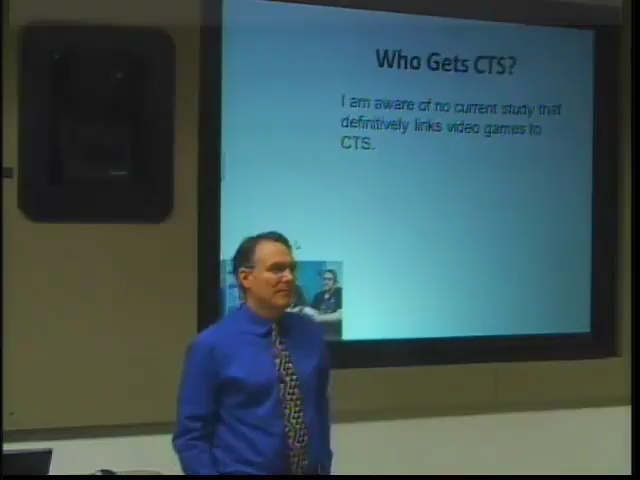 Who Gets CTS?
I am aware of no current study that
definitively links video games to
CTS.